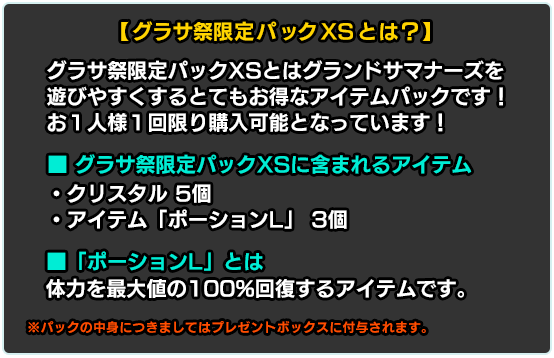 【グラサ祭限定パックXSとは？】
グラサ祭限定パックXSとはグランドサマナーズを
遊びやすくするとてもお得なアイテムパックです！
お１人様１回限り購入可能となっています！
■ グラサ祭限定パックXSに含まれるアイテム
・クリスタル 5個
・アイテム「ポーションL」 3個
■「ポーションL」とは
体力を最大値の100%回復するアイテムです。
※パックの中身につきましてはプレゼントボックスに付与されます。